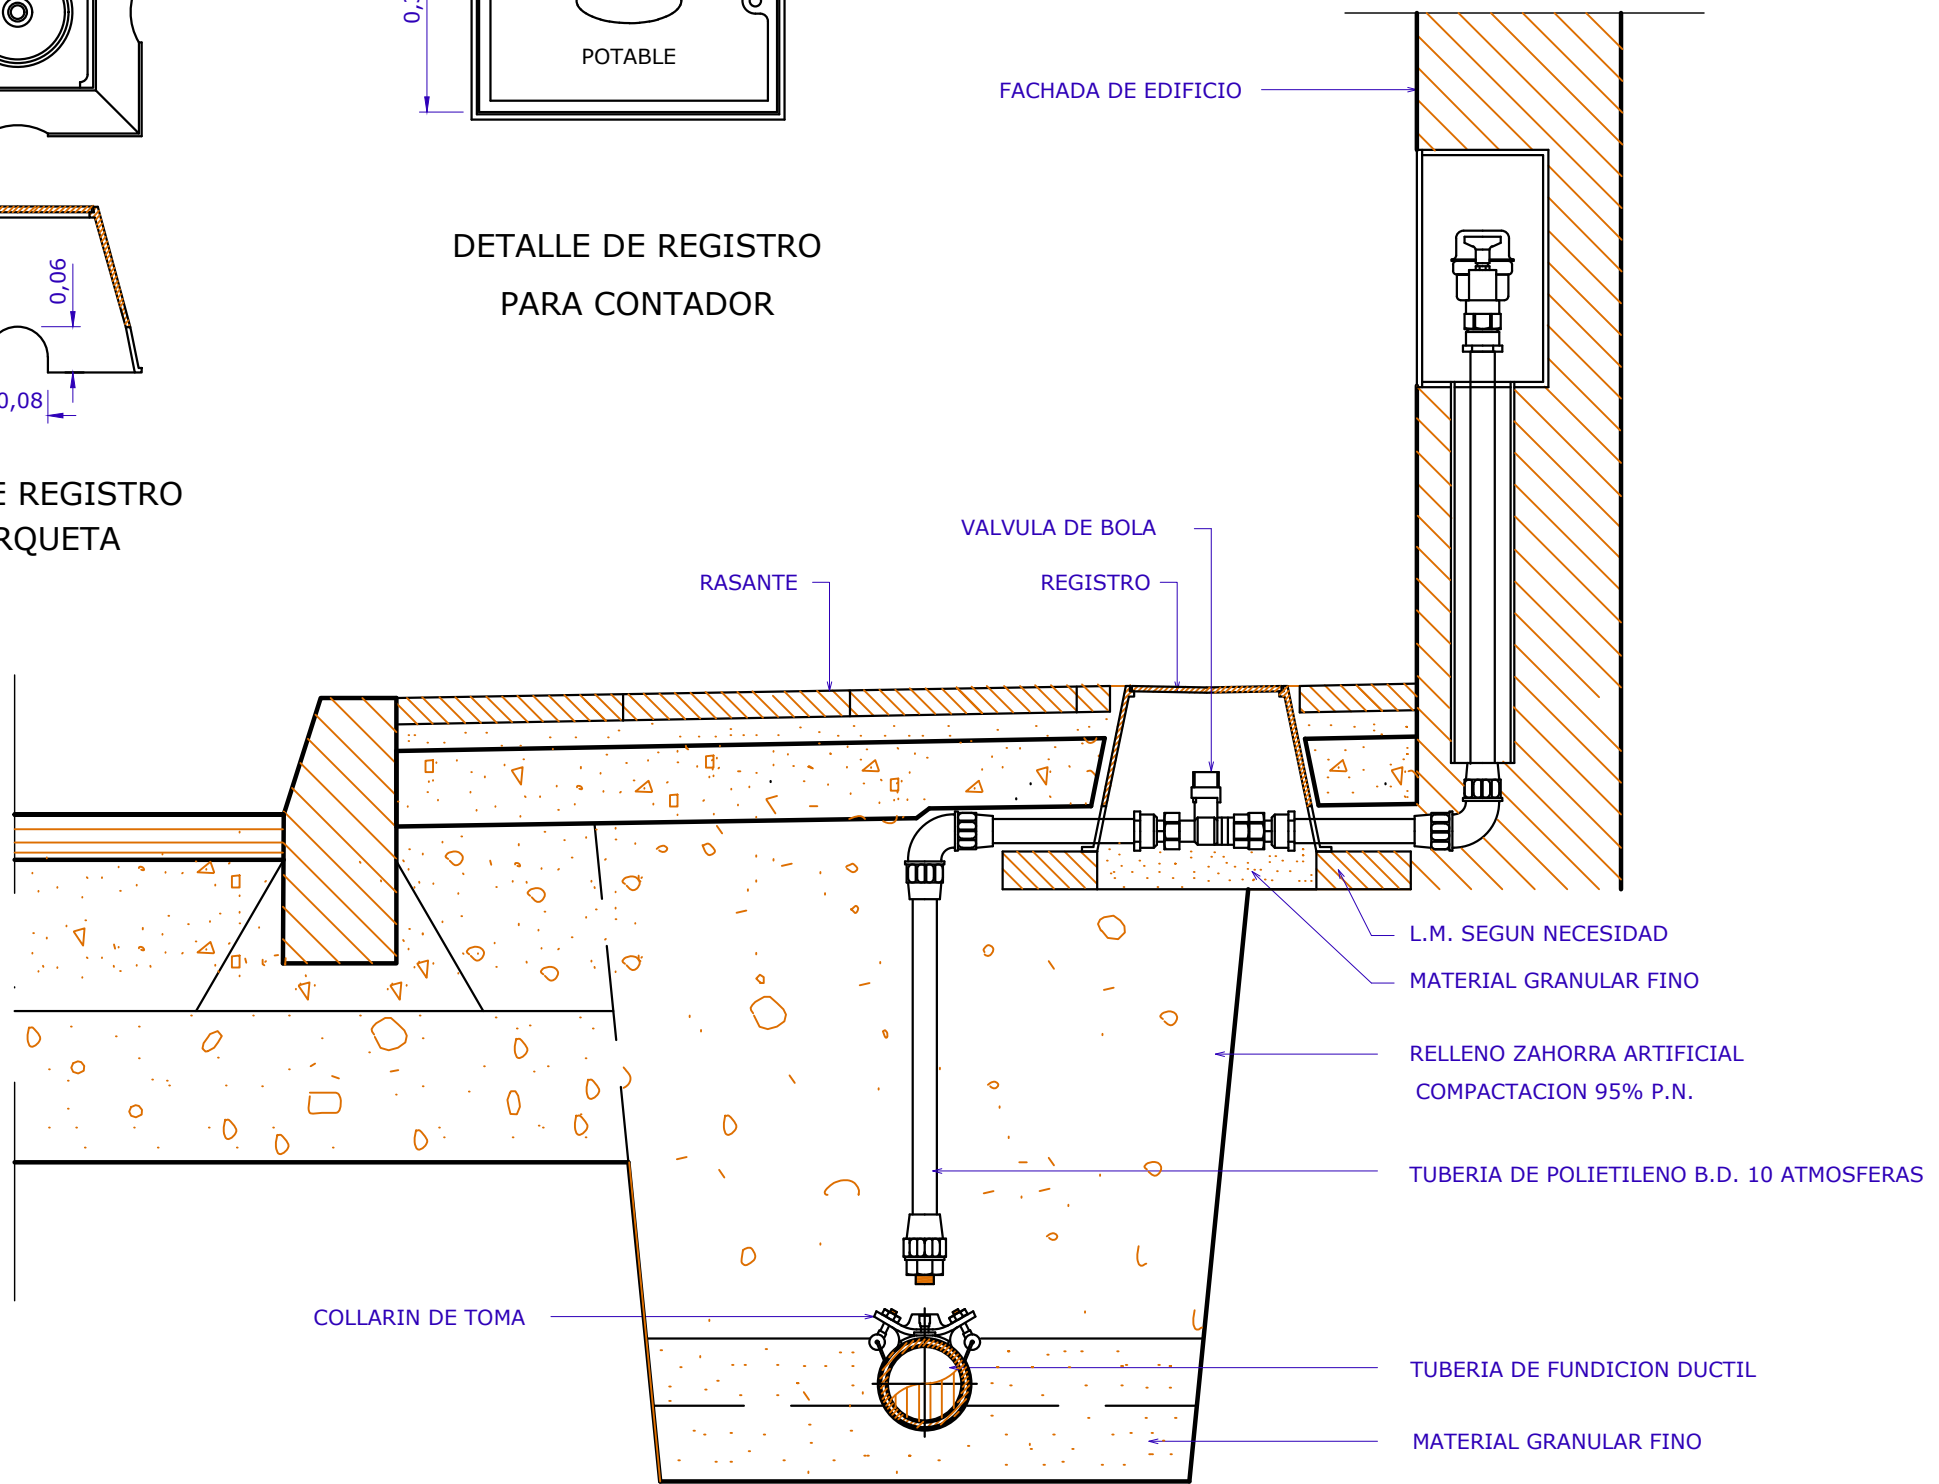 POTABLE
FACHADA DE EDIFICIO
DETALLE DE REGISTRO
PARA CONTADOR
0,06
0,08
REGISTRO
VALVULA DE BOLA
RASANTE
REGISTRO
L.M. SEGUN NECESIDAD
MATERIAL GRANULAR FINO
RELLENO ZAHORRA ARTIFICIAL
COMPACTACION 95% P.N.
TUBERIA DE POLIETILENO B.D. 10 ATMOSFERAS
COLLARIN DE TOMA
TUBERIA DE FUNDICION DUCTIL
MATERIAL GRANULAR FINO